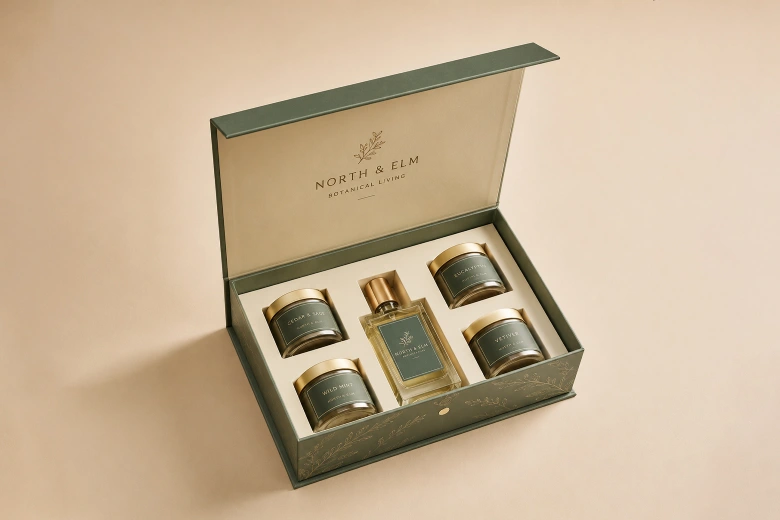 NORTH & ELM
BOTANICAL LIVING
EUCALYPTUS
CEDAR & SAGE
NORTH & ELM
VETIVER
WILD MINT